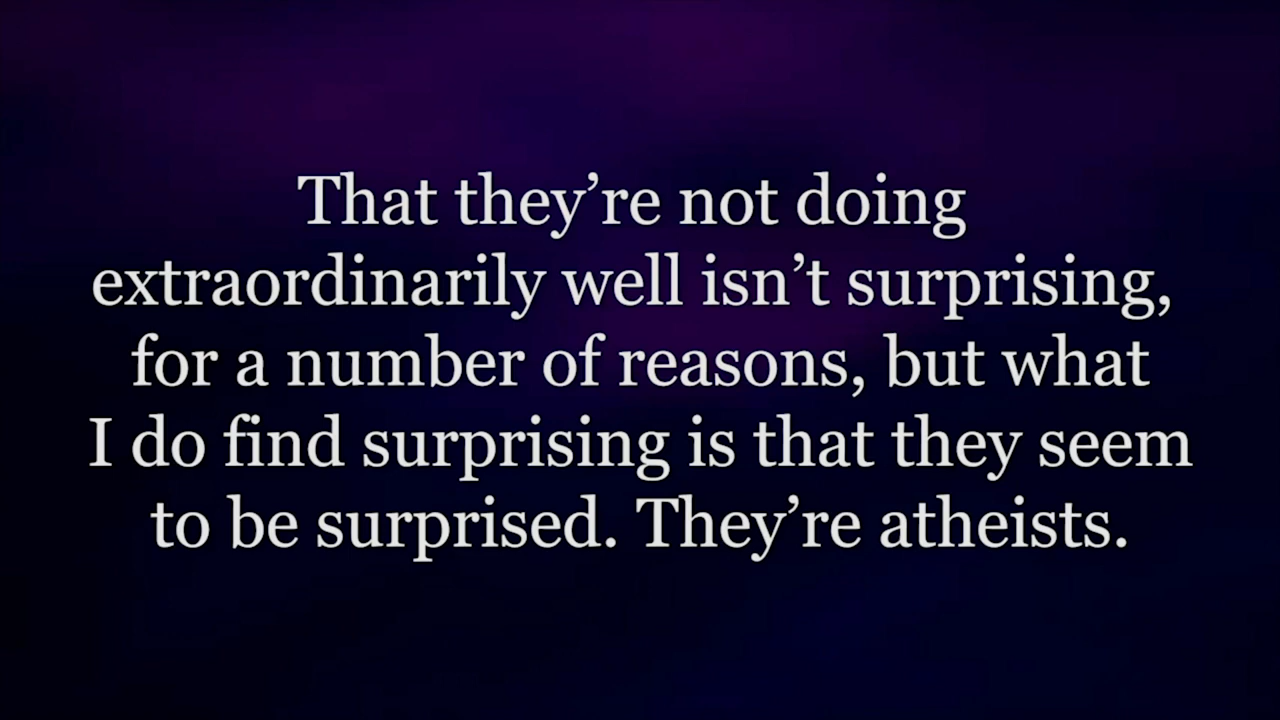 That they’re not doing
extraordinarily well isn’t surprising,
for a number of reasons, but what
I do find surprising is that they seem
to be surprised. They’re atheists.